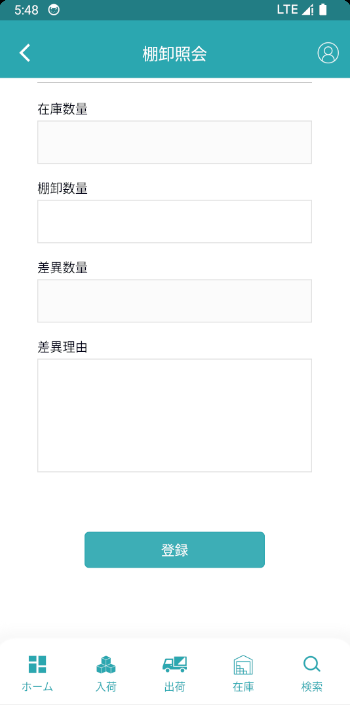 5:48
LTE
棚卸照会
在庫数量
棚卸数量
差異数量
差異理由
登録
ホーム
入荷
出荷
在庫
検索